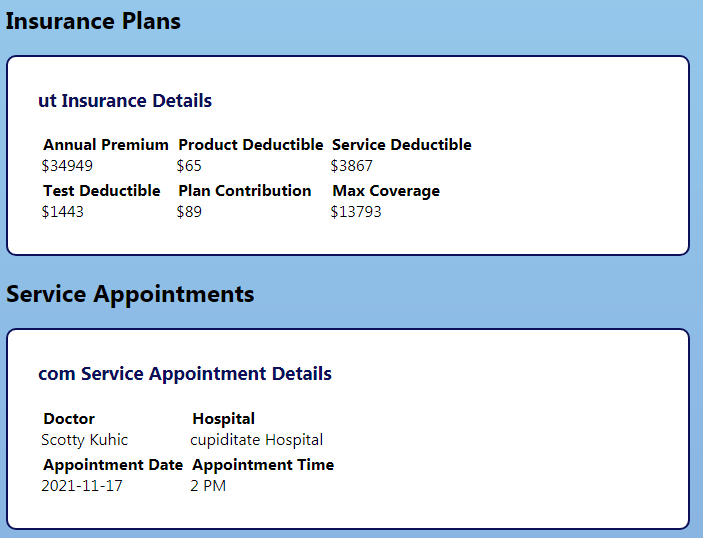 Insurance Plans
ut Insurance Details
Annual Premium Product Deductible Service Deductible
$34949 $65 $3867
Test Deductible Plan Contribution Max Coverage
$1443 $89 $13793
Service Appointments
com Service Appointment Details
Doctor Hospital
Scotty Kuhic cupiditate Hospital
Appointment Date Appointment Time
2021-11-17 2 PM